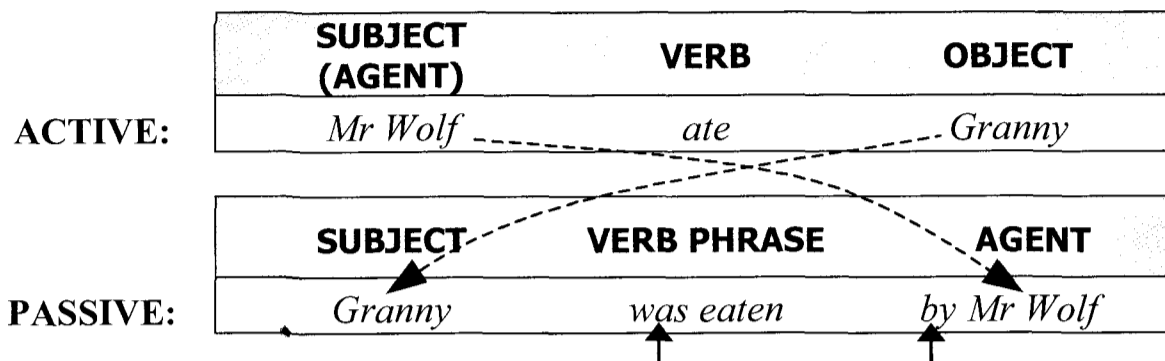 SUBJECT (AGENT) VERB OBJECT
ACTIVE: Mr Wolf ate Granny
SUBJECT VERB PHRASE AGENT
PASSIVE: Granny was eaten by Mr Wolf